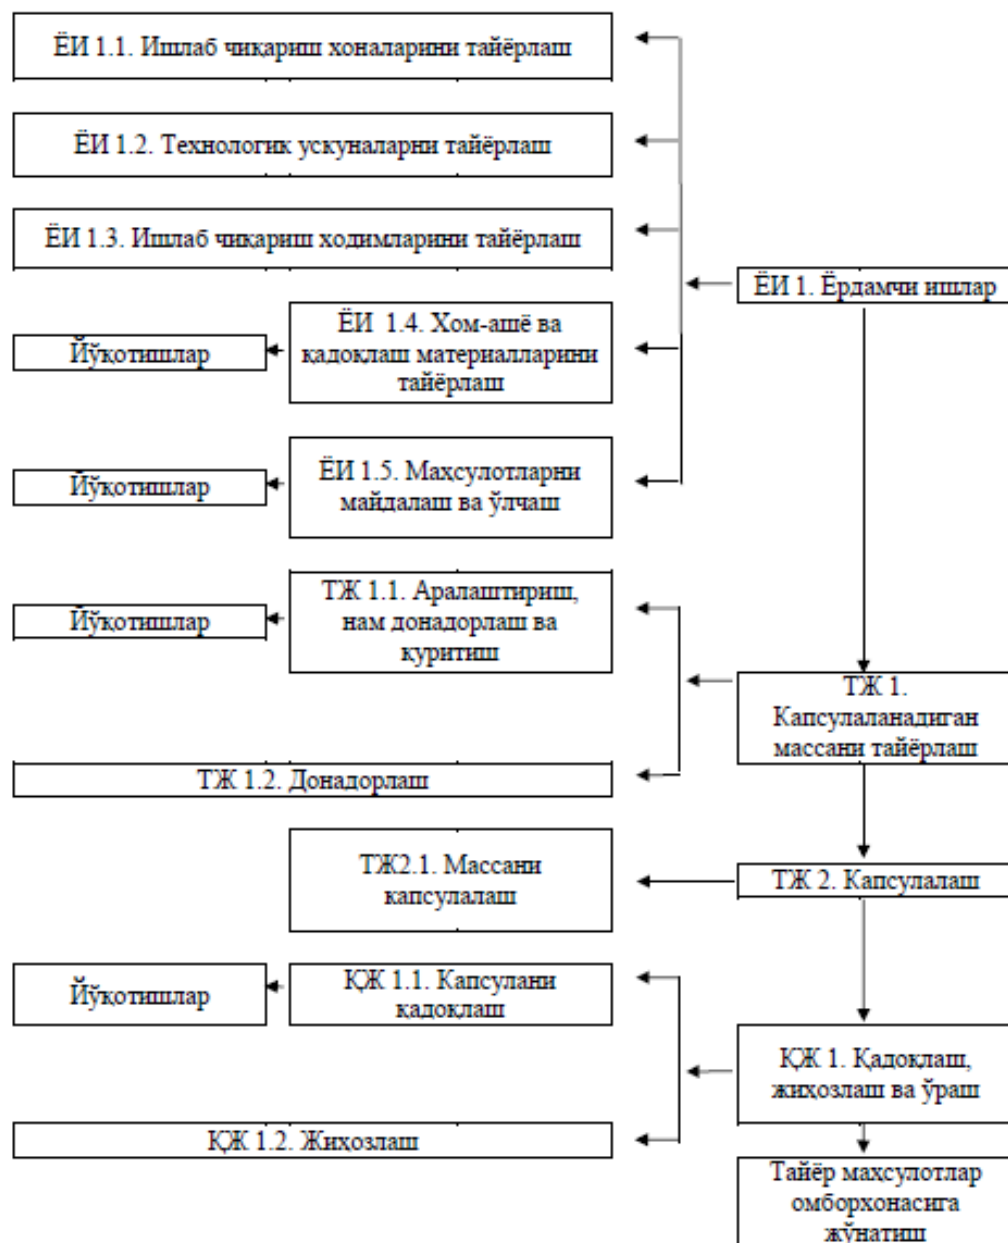 ЁИ 1.1. Ишлаб чиқариш хоналарини тайёрлаш
ЁИ 1.2. Технологик ускуналарни тайёрлаш
ЁИ 1.3. Ишлаб чиқариш ходимларини тайёрлаш
ЁИ 1. Ёрдамчи ишлар
Йўқотишлар
ЁИ 1.4. Хом-ашё ва
қадоқлаш материалларини
тайёрлаш
Йўқотишлар
ЁИ 1.5. Маҳсулотларни
майдалаш ва ўлчаш
Йўқотишлар
ТЖ 1.1. Аралаштириш,
нам донадорлаш ва
қуритиш
ТЖ 1.
Капсулаланадиган
массани тайёрлаш
ТЖ 1.2. Донадорлаш
ТЖ2.1. Массани
капсулалаш
ТЖ 2. Капсулалаш
Йўқотишлар
ҚЖ 1.1. Капсулани
қадоқлаш
ҚЖ 1. Қадоқлаш,
жиҳозлаш ва ўраш
ҚЖ 1.2. Жиҳозлаш
Тайёр маҳсулотлар
омборхонасига
жўнатиш